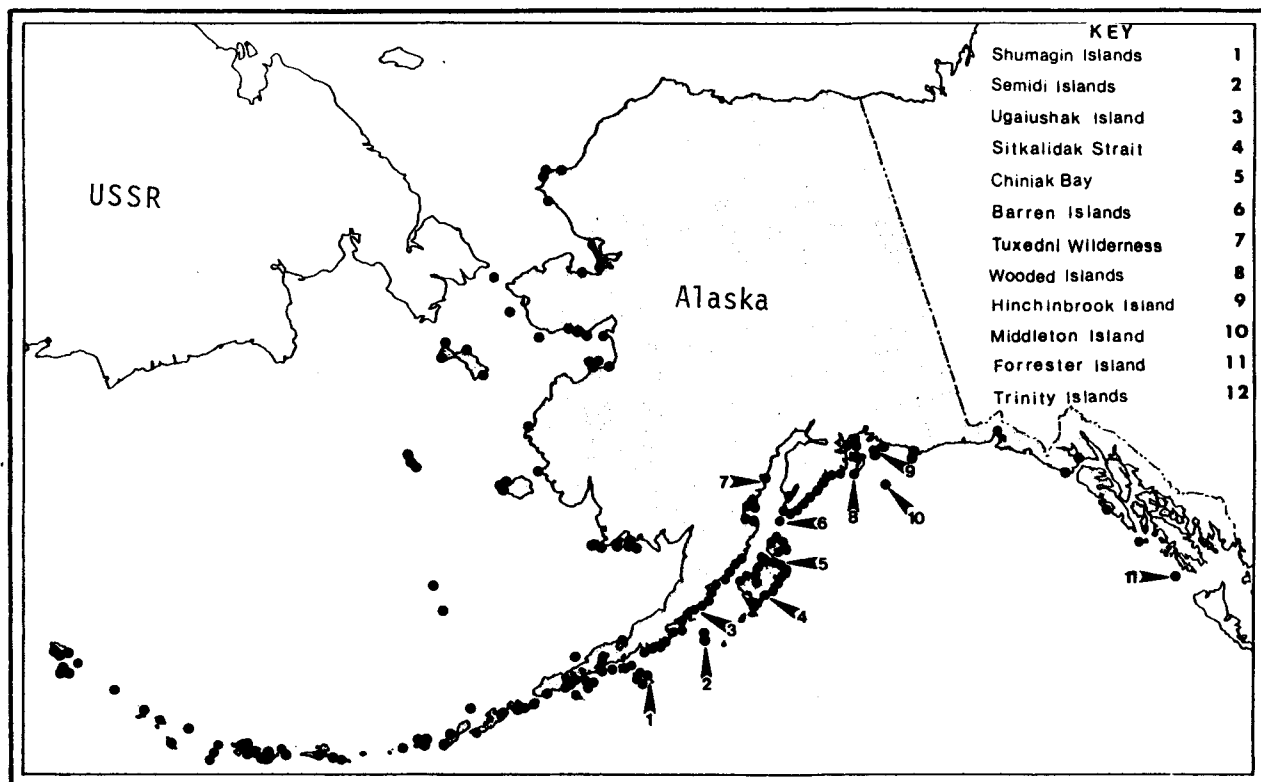 KEY
Shumagin Islands 1
Semidi Islands 2
Ugaiushak Island 3
Sitkalidak Strait 4
Chiniak Bay 5
Barren Islands 6
Tuxedni Wilderness 7
Wooded Islands 8
Hinchinbrook Island 9
Middleton Island 10
Forrester Island 11
Trinity Islands 12
USSR
Alaska
7
9
8
10
6
5
11
4
3
2
1